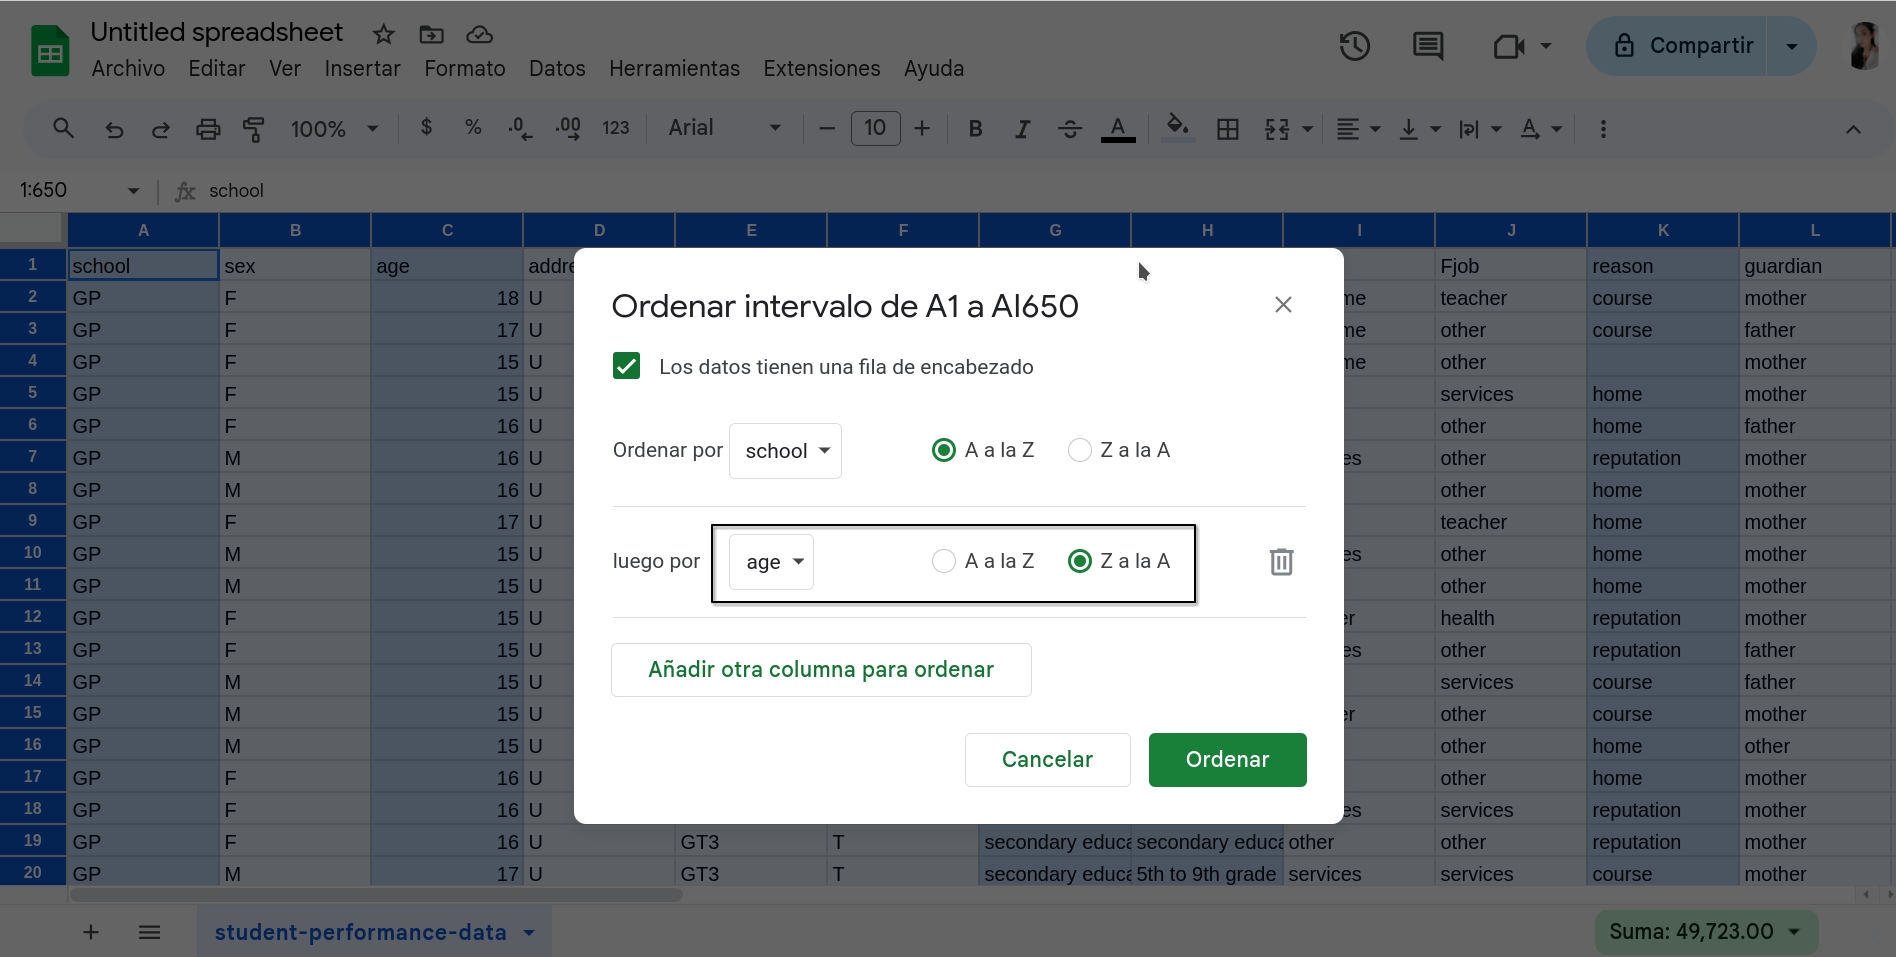 Untitled spreadsheet
Archivo Editar Ver Insertar Formato Datos Herramientas Extensiones Ayuda
Compartir
100% $ % .0 .00 123 Arial 10 B I S A
1:650 fx school
A B C D E F G H I J K L
1 school sex age addre Fjob reason guardian
2 GP F 18 U me teacher course mother
3 GP F 17 U me other course father
4 GP F 15 U me other mother
5 GP F 15 U services home mother
6 GP F 16 U other home father
7 GP M 16 U es other reputation mother
8 GP M 16 U other home mother
9 GP F 17 U teacher home mother
10 GP M 15 U es other home mother
11 GP M 15 U other home mother
12 GP F 15 U er health reputation mother
13 GP F 15 U es other reputation father
14 GP M 15 U services course father
15 GP M 15 U er other course mother
16 GP M 15 U other home other
17 GP F 16 U other home mother
18 GP F 16 U es services reputation mother
19 GP F 16 U GT3 T secondary educa secondary educa other other reputation mother
20 GP M 17 U GT3 T secondary educa 5th to 9th grade services services course mother
Ordenar intervalo de A1 a AI650
Los datos tienen una fila de encabezado
Ordenar por school A a la Z Z a la A
luego por age A a la Z Z a la A
Añadir otra columna para ordenar
Cancelar Ordenar
student-performance-data
Suma: 49,723.00